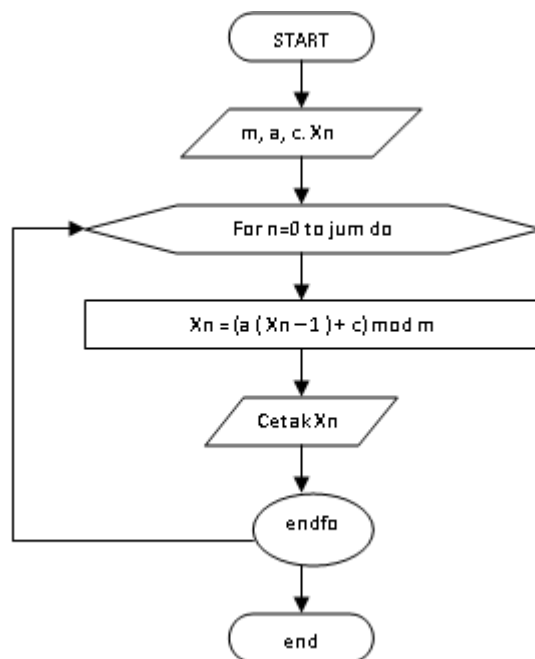 START
m, a, c. Xn
For n=0 to jum do
Xn = (a ( Xn – 1 ) + c) mod m
Cetak Xn
endfo
end